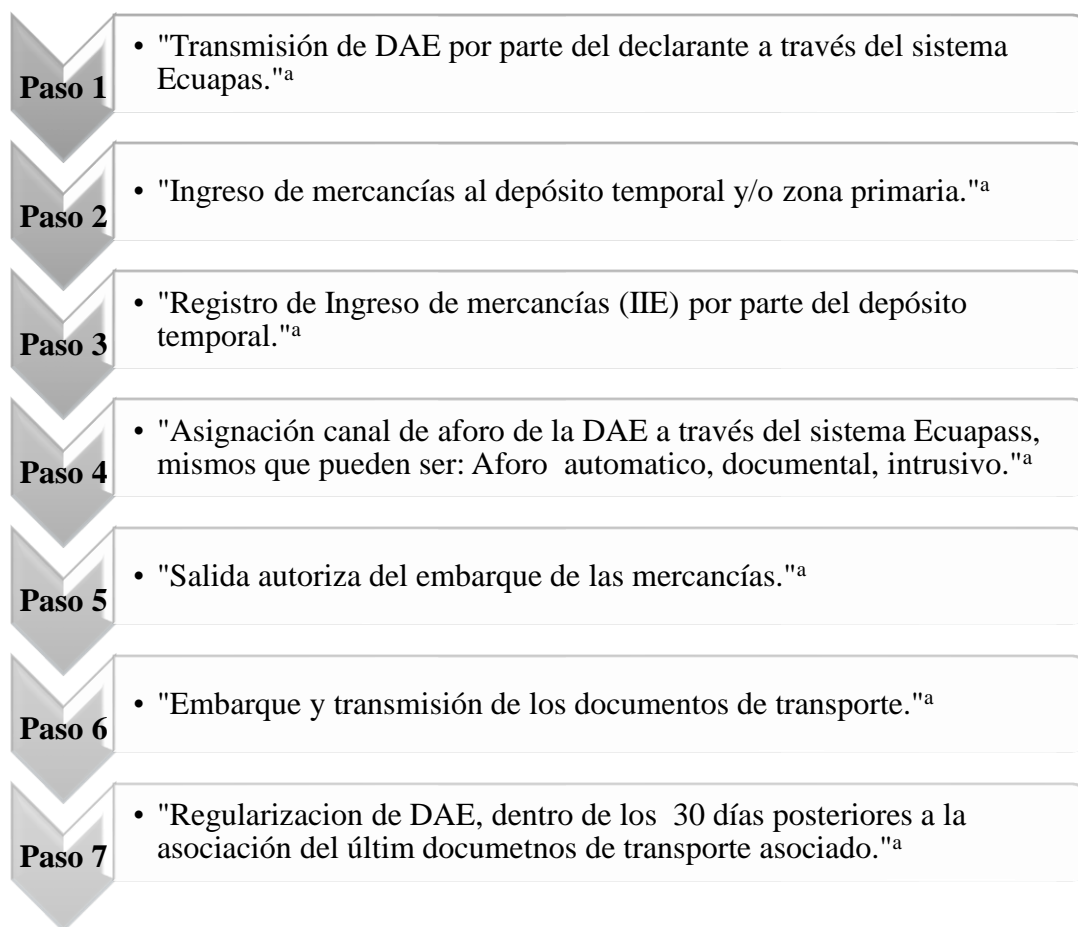 Paso 1
• "Transmisión de DAE por parte del declarante a través del sistema
Ecuapas."ª
Paso 2
• "Ingreso de mercancías al depósito temporal y/o zona primaria."ª
Paso 3
• "Registro de Ingreso de mercancías (IIE) por parte del depósito
temporal."ª
Paso 4
• "Asignación canal de aforo de la DAE a través del sistema Ecuapass,
mismos que pueden ser: Aforo  automatico, documental, intrusivo."ª
Paso 5
• "Salida autoriza del embarque de las mercancías."ª
Paso 6
• "Embarque y transmisión de los documentos de transporte."ª
Paso 7
• "Regularizacion de DAE, dentro de los  30 días posteriores a la
asociación del últim documetnos de transporte asociado."ª